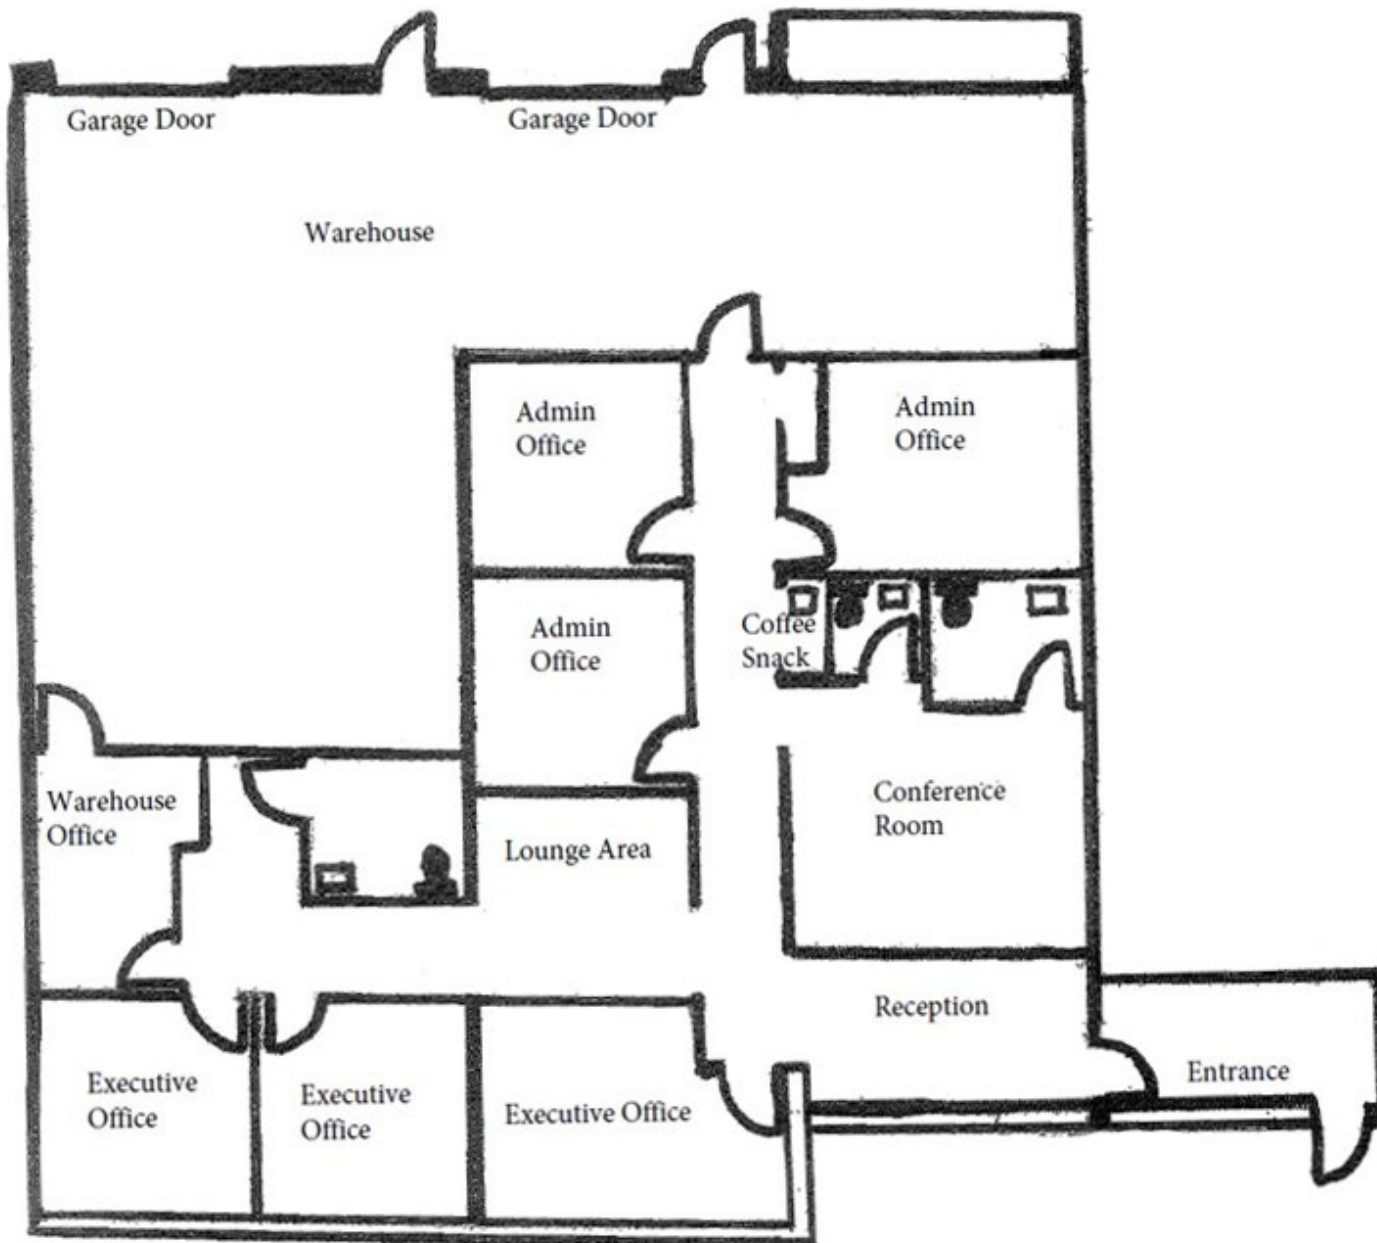 Garage Door
Garage Door
Warehouse
Admin
Office
Admin
Office
Admin
Office
Coffee
Snack
Warehouse
Office
Lounge Area
Conference
Room
Reception
Entrance
Executive
Office
Executive
Office
Executive Office